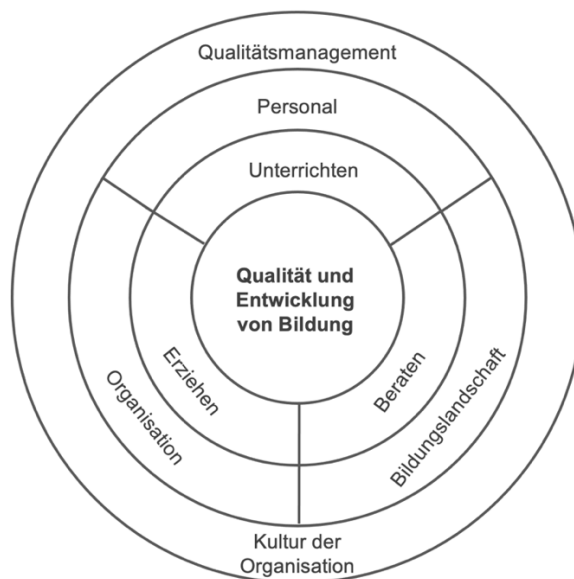 Qualitätsmanagement
Personal
Unterrichten
Qualität und
Entwicklung
von Bildung
Erziehen
Beraten
Organisation
Bildungslandschaft
Kultur der
Organisation